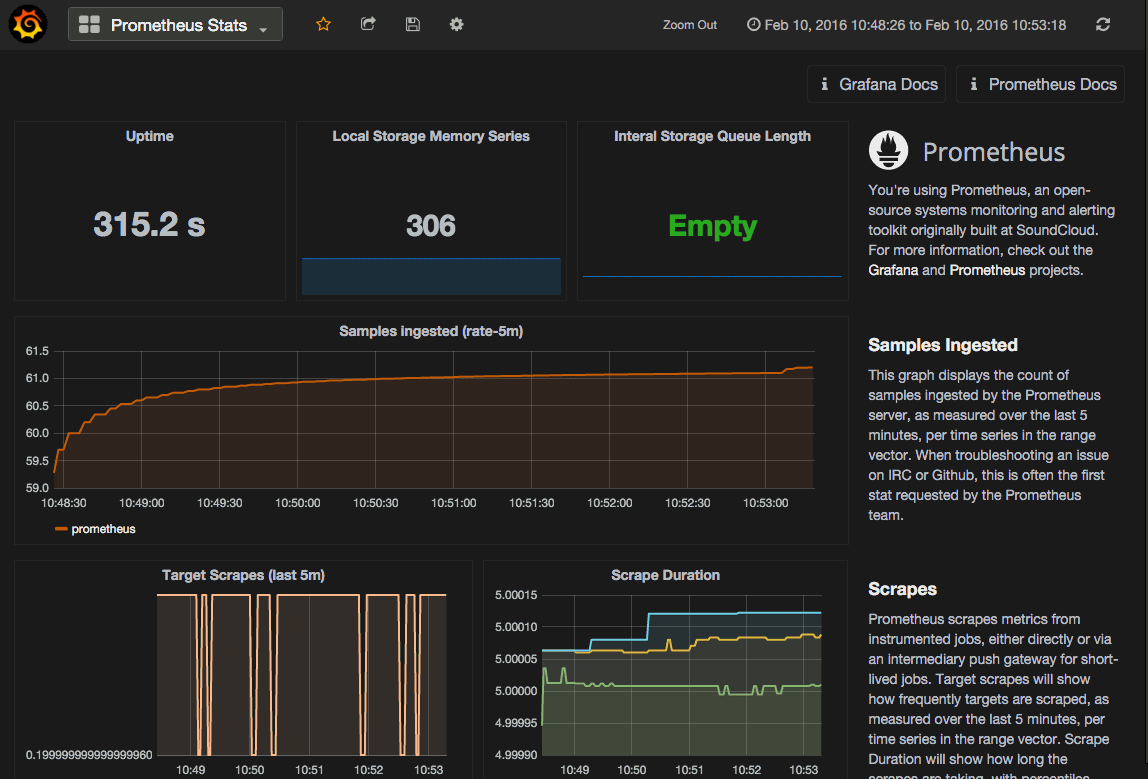 Prometheus Stats
Zoom Out
Feb 10, 2016 10:48:26 to Feb 10, 2016 10:53:18
i Grafana Docs
i Prometheus Docs
Uptime
315.2 s
Local Storage Memory Series
306
Interal Storage Queue Length
Empty
Prometheus
You're using Prometheus, an open-
source systems monitoring and alerting
toolkit originally built at SoundCloud.
For more information, check out the
Grafana and Prometheus projects.
Samples ingested (rate-5m)
61.5
61.0
60.5
60.0
59.5
59.0
10:48:30 10:49:00 10:49:30 10:50:00 10:50:30 10:51:00 10:51:30 10:52:00 10:52:30 10:53:00
prometheus
Samples Ingested
This graph displays the count of
samples ingested by the Prometheus
server, as measured over the last 5
minutes, per time series in the range
vector. When troubleshooting an issue
on IRC or Github, this is often the first
stat requested by the Prometheus
team.
Target Scrapes (last 5m)
0.199999999999999960
10:49 10:50 10:51 10:52 10:53
Scrape Duration
5.00015
5.00010
5.00005
5.00000
4.99995
4.99990
10:49 10:50 10:51 10:52 10:53
Scrapes
Prometheus scrapes metrics from
instrumented jobs, either directly or via
an intermediary push gateway for short-
lived jobs. Target scrapes will show
how frequently targets are scraped, as
measured over the last 5 minutes, per
time series in the range vector. Scrape
Duration will show how long the
scrapes are taking, with percentiles